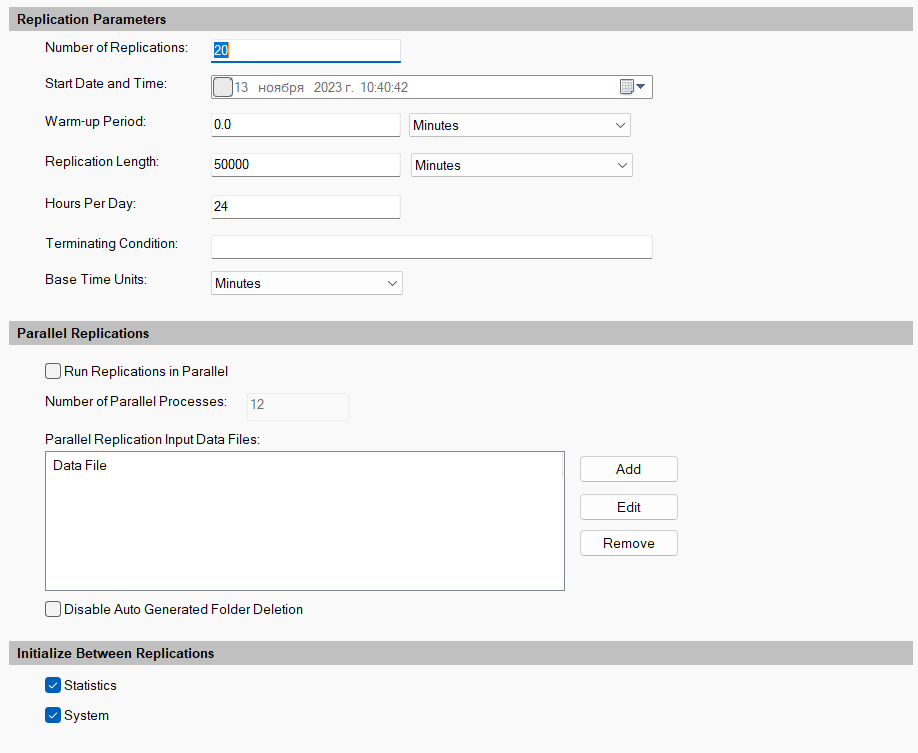 Replication Parameters
Number of Replications: 20
Start Date and Time: 13 ноября 2023 г. 10:40:42
Warm-up Period: 0.0 Minutes
Replication Length: 50000 Minutes
Hours Per Day: 24
Terminating Condition:
Base Time Units: Minutes
Parallel Replications
Run Replications in Parallel
Number of Parallel Processes: 12
Parallel Replication Input Data Files:
Data File
Add
Edit
Remove
Disable Auto Generated Folder Deletion
Initialize Between Replications
Statistics
System